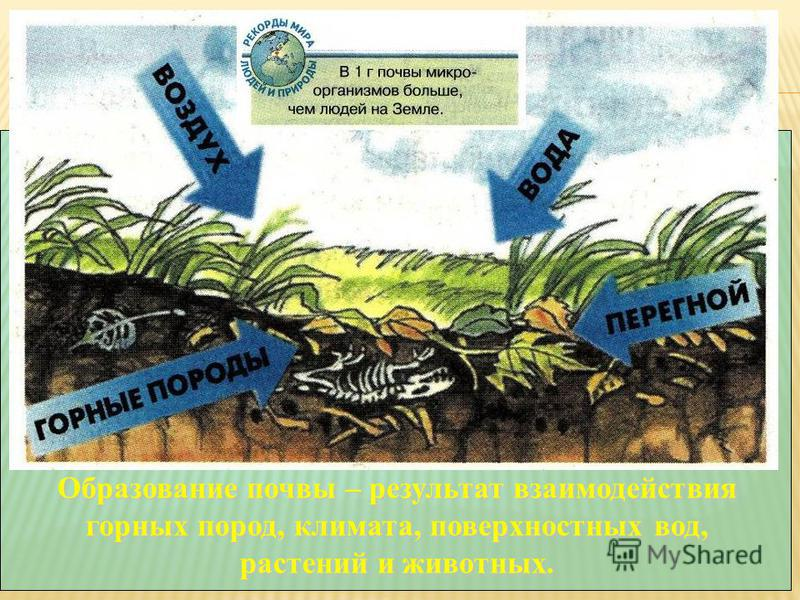 РЕКОРДЫ МИРА
ЛЮДЕЙ И ПРИРОДЫ
В 1 г почвы микро-
организмов больше,
чем людей на Земле.
ВОЗДУХ
ВОДА
ПЕРЕГНОЙ
ГОРНЫЕ ПОРОДЫ
Образование почвы – результат взаимодействия
горных пород, климата, поверхностных вод,
растений и животных.
MyShared